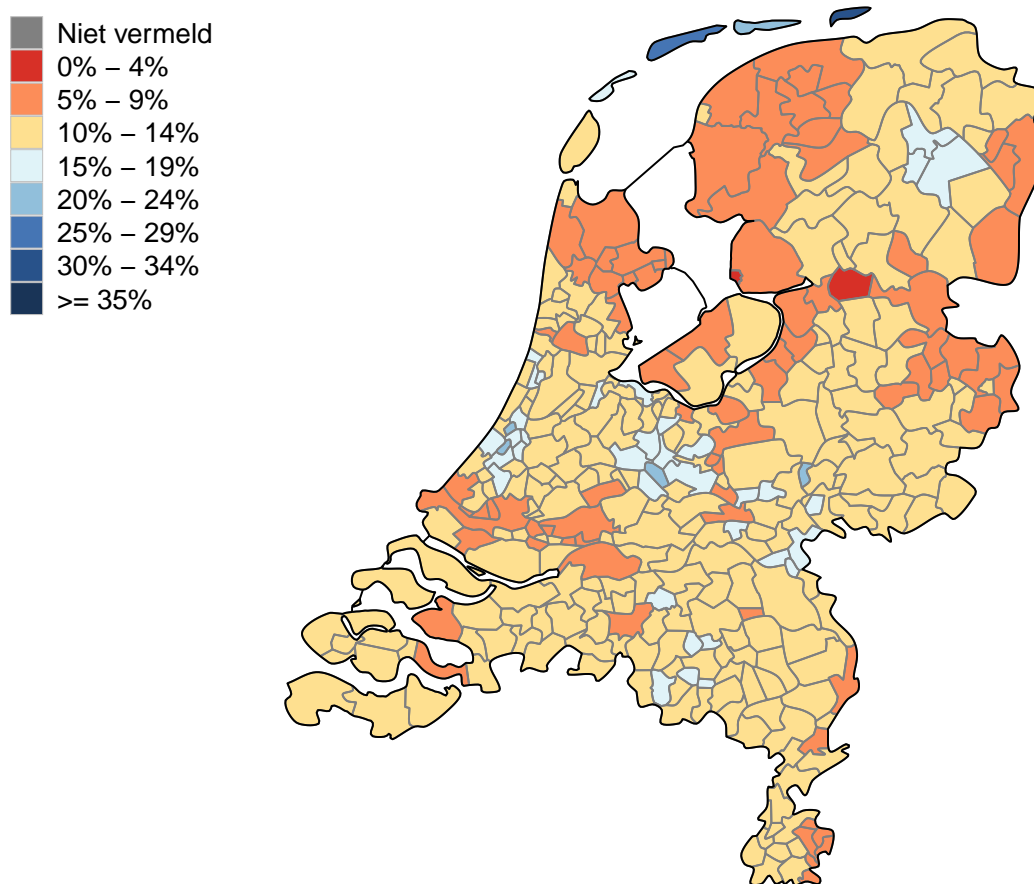 Niet vermeld
0% – 4%
5% – 9%
10% – 14%
15% – 19%
20% – 24%
25% – 29%
30% – 34%
>= 35%